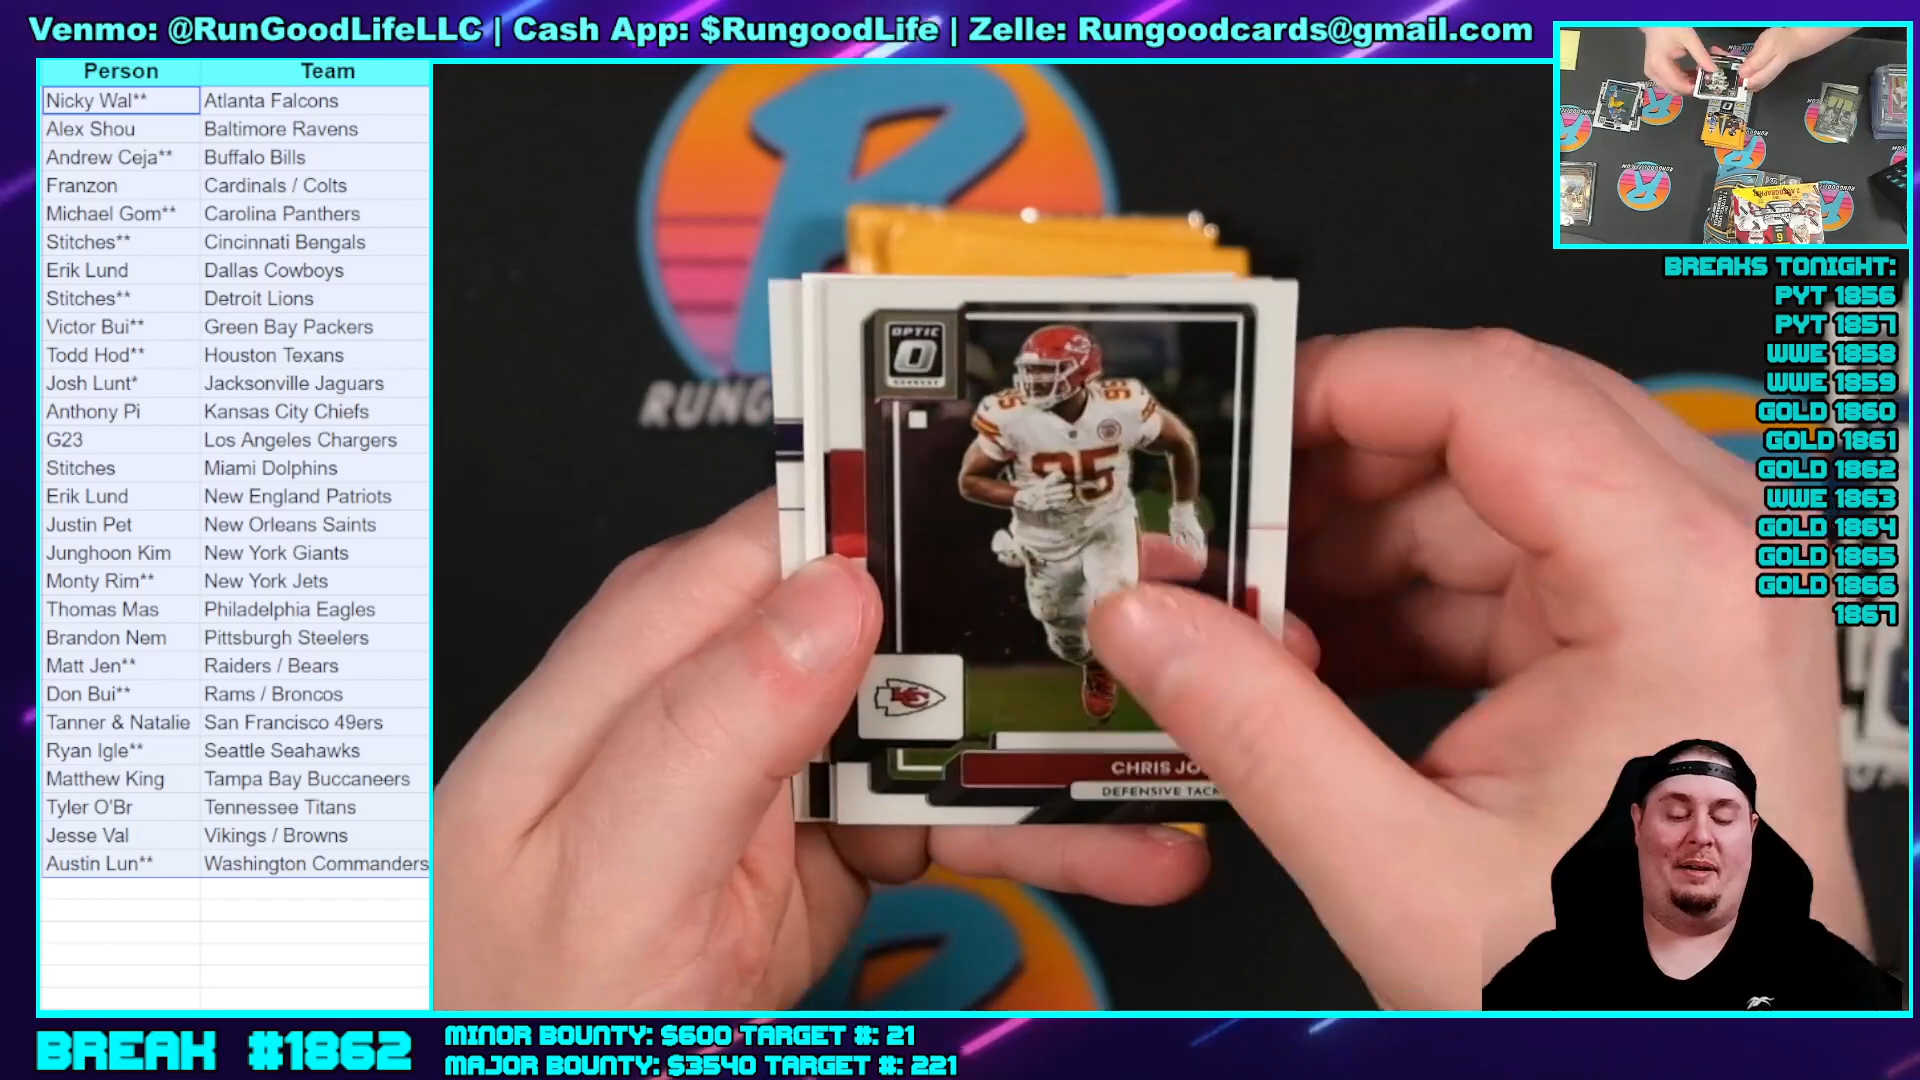 Venmo: @RunGoodLifeLLC | Cash App: $RungoodLife | Zelle: Rungoodcards@gmail.com
Person Team
Nicky Wal** Atlanta Falcons
Alex Shou Baltimore Ravens
Andrew Ceja** Buffalo Bills
Franzon Cardinals / Colts
Michael Gom** Carolina Panthers
Stitches** Cincinnati Bengals
Erik Lund Dallas Cowboys
Stitches** Detroit Lions
Victor Bui** Green Bay Packers
Todd Hod** Houston Texans
Josh Lunt* Jacksonville Jaguars
Anthony Pi Kansas City Chiefs
G23 Los Angeles Chargers
Stitches Miami Dolphins
Erik Lund New England Patriots
Justin Pet New Orleans Saints
Junghoon Kim New York Giants
Monty Rim** New York Jets
Thomas Mas Philadelphia Eagles
Brandon Nem Pittsburgh Steelers
Matt Jen** Raiders / Bears
Don Bui** Rams / Broncos
Tanner & Natalie San Francisco 49ers
Ryan Igle** Seattle Seahawks
Matthew King Tampa Bay Buccaneers
Tyler O'Br Tennessee Titans
Jesse Val Vikings / Browns
Austin Lun** Washington Commanders
RUNG
OPTIC
DONRUSS
95
95
95
KC
CHRIS JO
DEFENSIVE TACK
BREAKS TONIGHT:
PYT 1856
PYT 1857
WWE 1858
WWE 1859
GOLD 1860
GOLD 1861
GOLD 1862
WWE 1863
GOLD 1864
GOLD 1865
GOLD 1866
1867
BREAK #1862
MINOR BOUNTY: $600 TARGET #: 21
MAJOR BOUNTY: $3540 TARGET #: 221